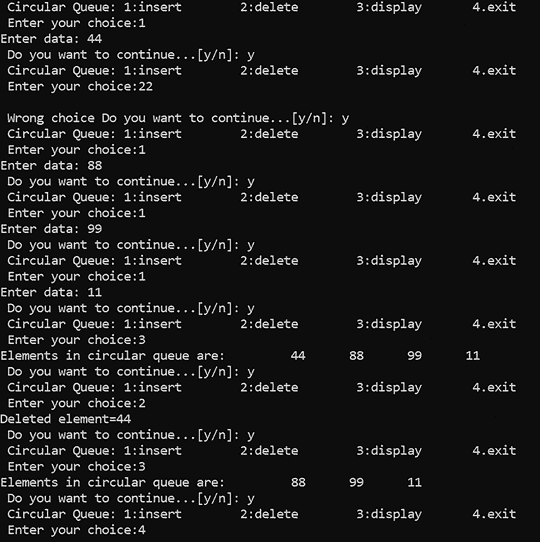 Circular Queue: 1:insert 2:delete 3:display 4.exit
Enter your choice:1
Enter data: 44
Do you want to continue...[y/n]: y
Circular Queue: 1:insert 2:delete 3:display 4.exit
Enter your choice:22
Wrong choice Do you want to continue...[y/n]: y
Circular Queue: 1:insert 2:delete 3:display 4.exit
Enter your choice:1
Enter data: 88
Do you want to continue...[y/n]: y
Circular Queue: 1:insert 2:delete 3:display 4.exit
Enter your choice:1
Enter data: 99
Do you want to continue...[y/n]: y
Circular Queue: 1:insert 2:delete 3:display 4.exit
Enter your choice:1
Enter data: 11
Do you want to continue...[y/n]: y
Circular Queue: 1:insert 2:delete 3:display 4.exit
Enter your choice:3
Elements in circular queue are: 44 88 99 11
Do you want to continue...[y/n]: y
Circular Queue: 1:insert 2:delete 3:display 4.exit
Enter your choice:2
Deleted element=44
Do you want to continue...[y/n]: y
Circular Queue: 1:insert 2:delete 3:display 4.exit
Enter your choice:3
Elements in circular queue are: 88 99 11
Do you want to continue...[y/n]: y
Circular Queue: 1:insert 2:delete 3:display 4.exit
Enter your choice:4